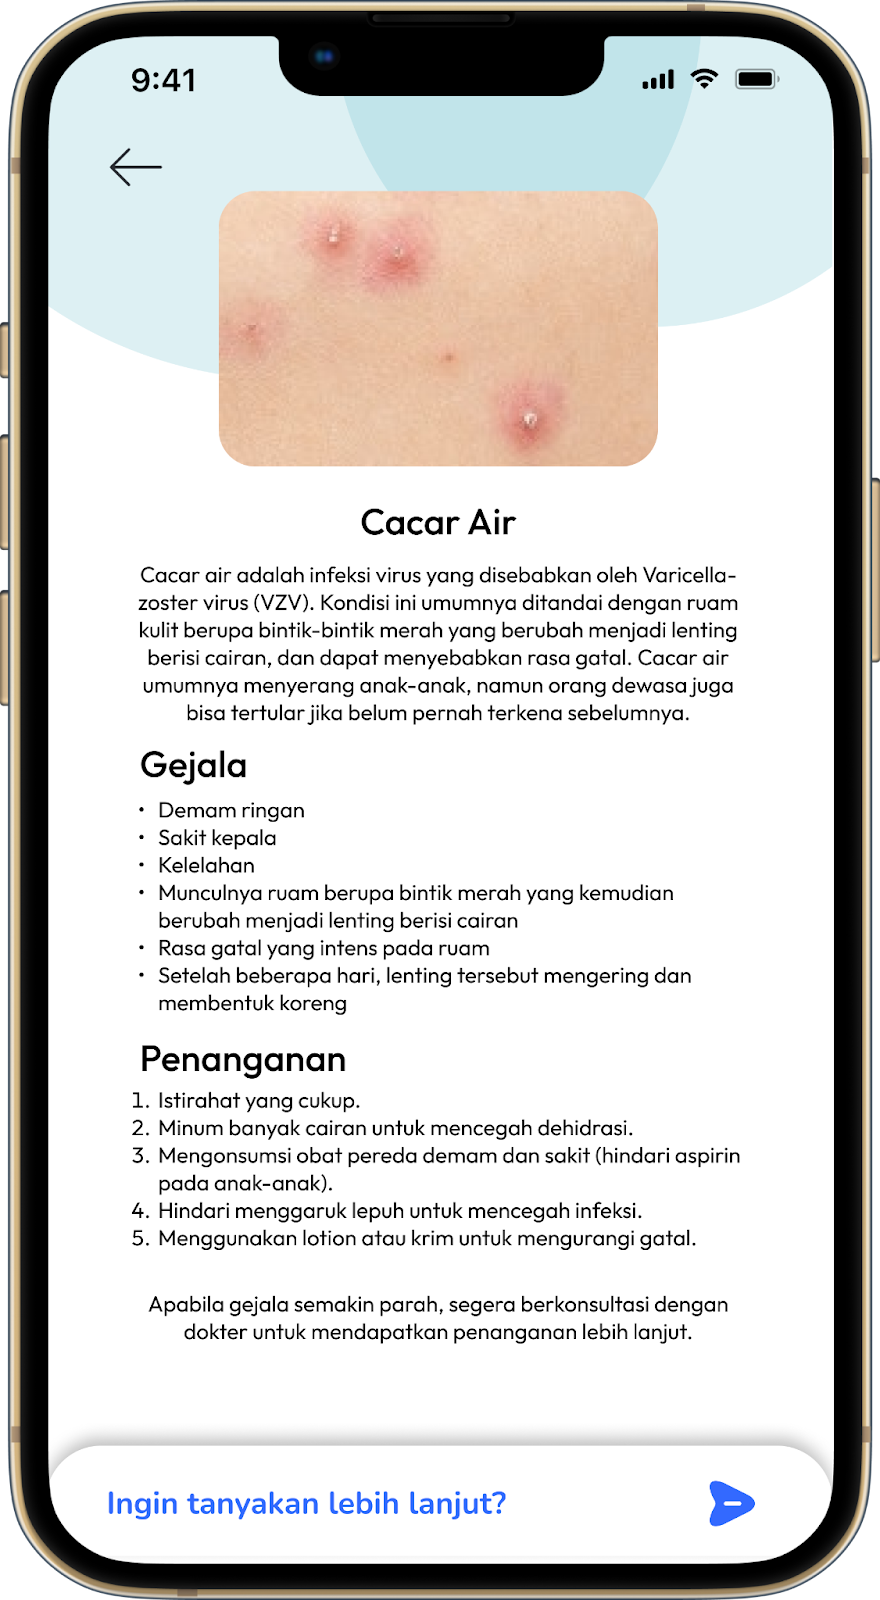 9:41
Cacar Air
Cacar air adalah infeksi virus yang disebabkan oleh Varicella-
zoster virus (VZV). Kondisi ini umumnya ditandai dengan ruam
kulit berupa bintik-bintik merah yang berubah menjadi lenting
berisi cairan, dan dapat menyebabkan rasa gatal. Cacar air
umumnya menyerang anak-anak, namun orang dewasa juga
bisa tertular jika belum pernah terkena sebelumnya.
Gejala
• Demam ringan
• Sakit kepala
• Kelelahan
• Munculnya ruam berupa bintik merah yang kemudian
berubah menjadi lenting berisi cairan
• Rasa gatal yang intens pada ruam
• Setelah beberapa hari, lenting tersebut mengering dan
membentuk koreng
Penanganan
1. Istirahat yang cukup.
2. Minum banyak cairan untuk mencegah dehidrasi.
3. Mengonsumsi obat pereda demam dan sakit (hindari aspirin
pada anak-anak).
4. Hindari menggaruk lepuh untuk mencegah infeksi.
5. Menggunakan lotion atau krim untuk mengurangi gatal.
Apabila gejala semakin parah, segera berkonsultasi dengan
dokter untuk mendapatkan penanganan lebih lanjut.
Ingin tanyakan lebih lanjut?